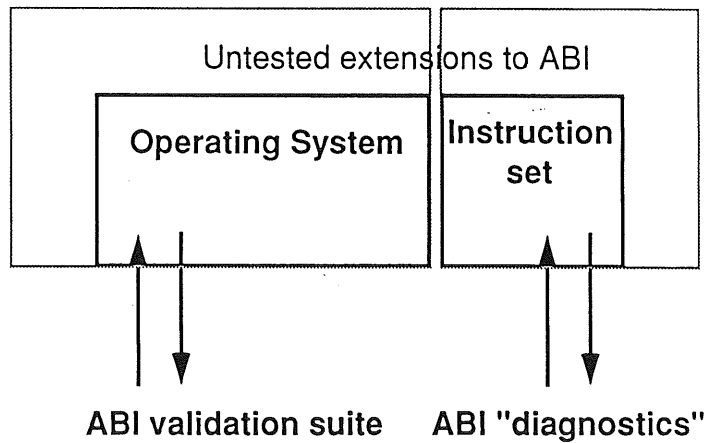 Untested extensions to ABI
Operating System
Instruction
set
ABI validation suite
ABI "diagnostics"